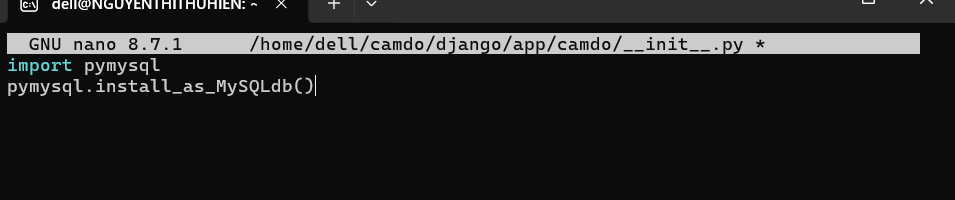 dell@NGUYENTHITHUHIEN: ~
GNU nano 8.7.1 /home/dell/camdo/django/app/camdo/__init__.py *
import pymysql
pymysql.install_as_MySQLdb()